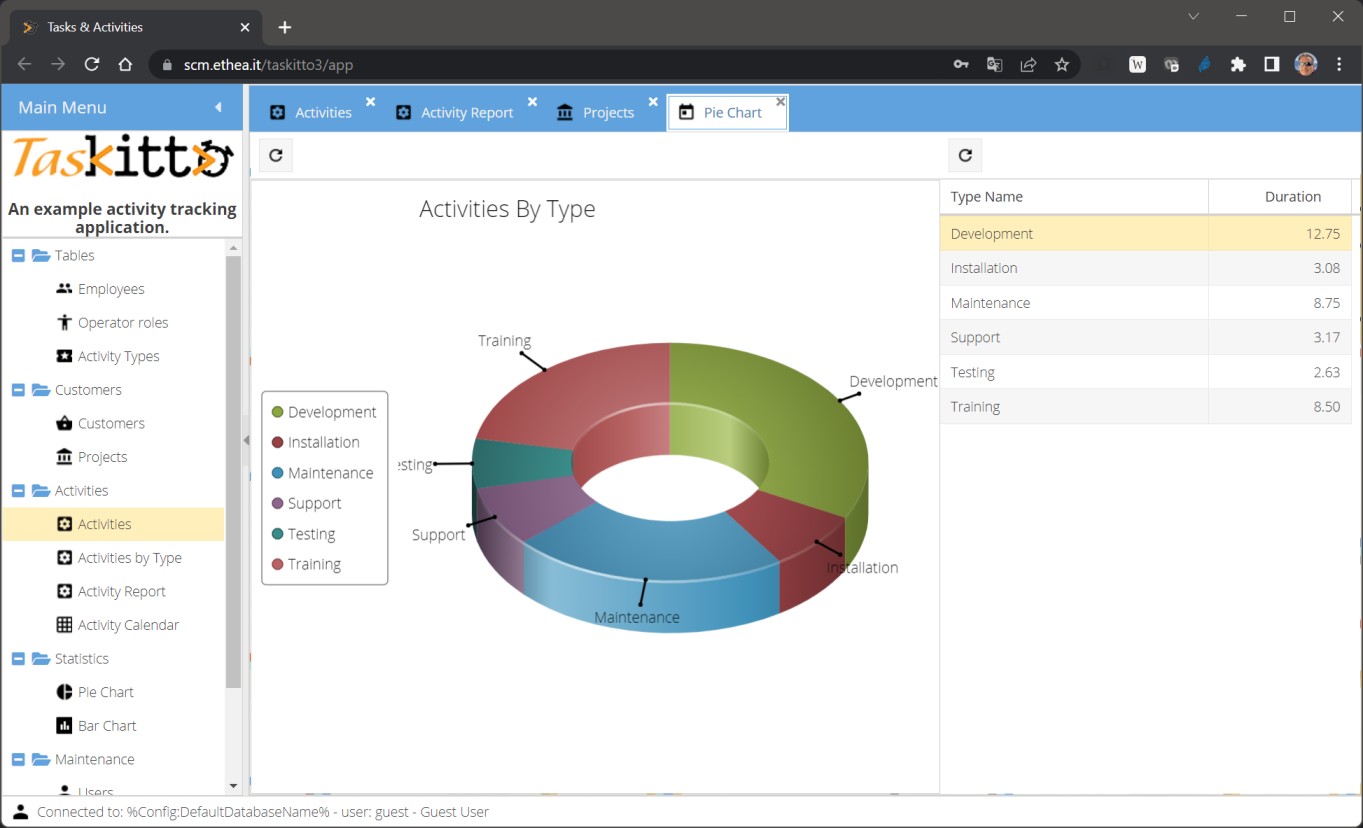 Tasks & Activities
scm.ethea.it/taskitto3/app
W
Main Menu
Taskitto
An example activity tracking
application.
Tables
Employees
Operator roles
Activity Types
Customers
Customers
Projects
Activities
Activities
Activities by Type
Activity Report
Activity Calendar
Statistics
Pie Chart
Bar Chart
Maintenance
Users
Activities
Activity Report
Projects
Pie Chart
Activities By Type
Development
Installation
Maintenance
Support
Testing
Training
Training
Development
esting
Support
Installation
Maintenance
Type Name Duration
Development 12.75
Installation 3.08
Maintenance 8.75
Support 3.17
Testing 2.63
Training 8.50
Connected to: %Config:DefaultDatabaseName% - user: guest - Guest User